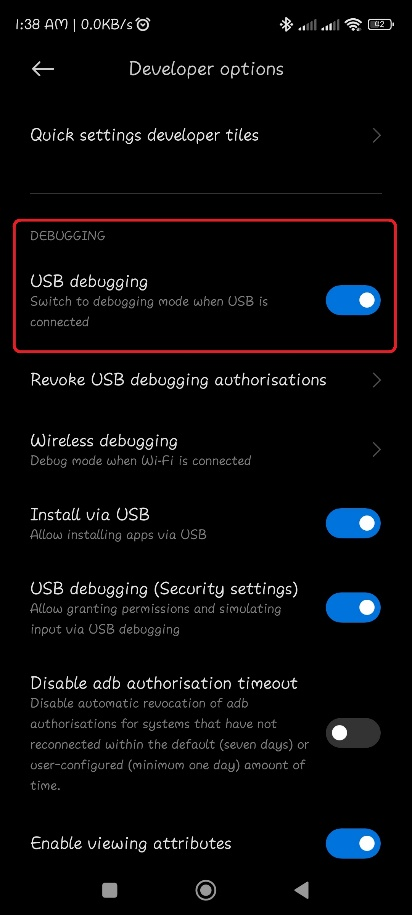 1:38 AM | 0.0KB/s
62
Developer options
Quick settings developer tiles
DEBUGGING
USB debugging
Switch to debugging mode when USB is
connected
Revoke USB debugging authorisations
Wireless debugging
Debug mode when Wi-Fi is connected
Install via USB
Allow installing apps via USB
USB debugging (Security settings)
Allow granting permissions and simulating
input via USB debugging
Disable adb authorisation timeout
Disable automatic revocation of adb
authorisations for systems that have not
reconnected within the default (seven days) or
user-configured (minimum one day) amount of
time.
Enable viewing attributes